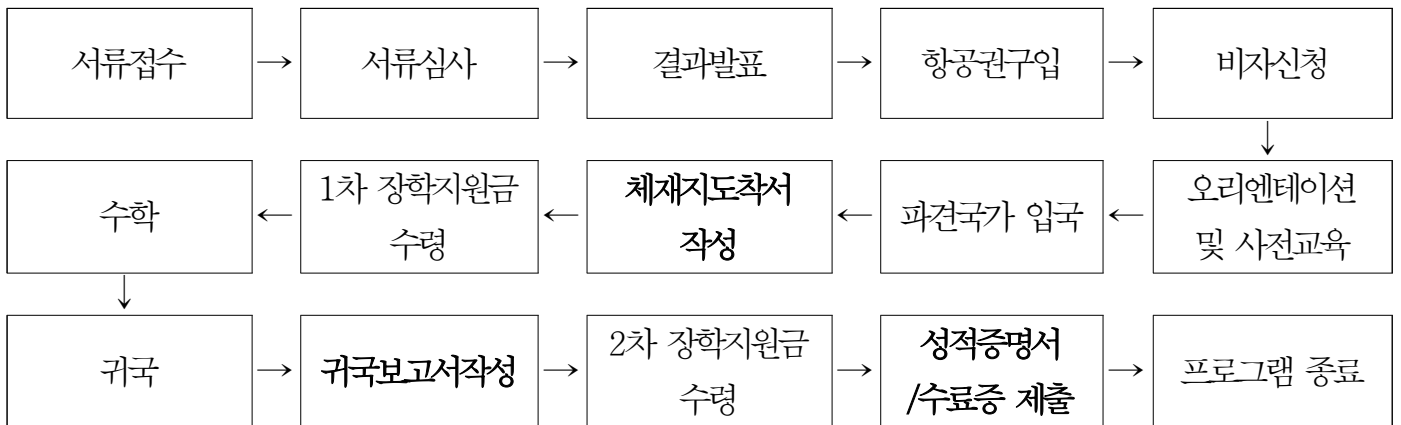 서류접수 → 서류심사 → 결과발표 → 항공권구입 → 비자신청
↓
오리엔테이션
및 사전교육
→ 파견국가 입국
→ 체재지도착서
작성
→ 1차 장학지원금
수령
→ 수학
↓
귀국 → 귀국보고서작성 → 2차 장학지원금
수령
→ 성적증명서
/수료증 제출
→ 프로그램 종료